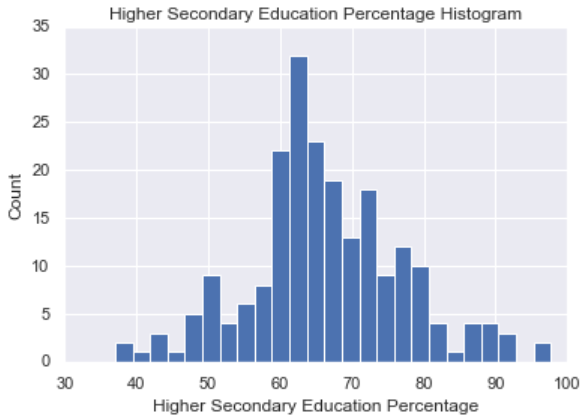 Higher Secondary Education Percentage Histogram
35
30
25
20
15
10
5
0
Count
30 40 50 60 70 80 90 100
Higher Secondary Education Percentage